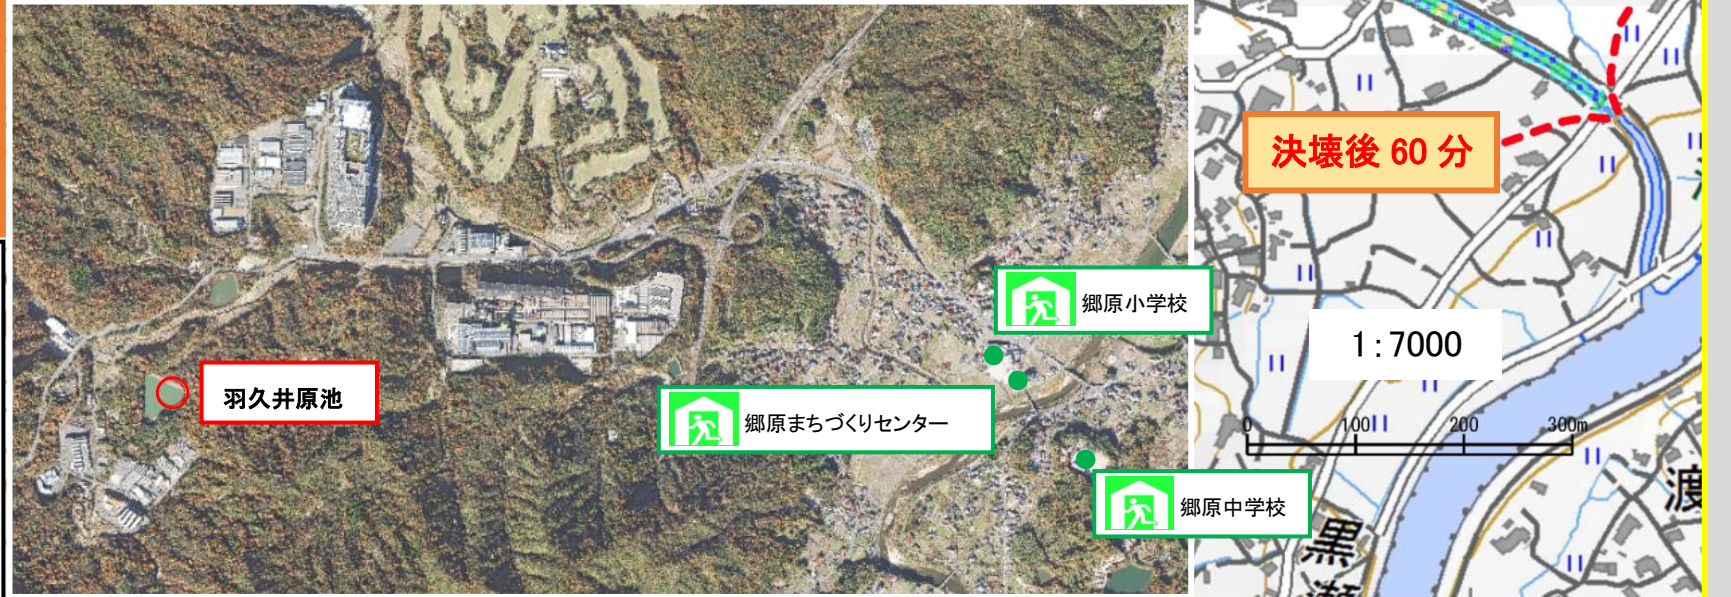 決壊後 60 分
郷原小学校
1:7000
羽久井原池
郷原まちづくりセンター
0 100 200 300m
郷原中学校
渡
黒
瀬